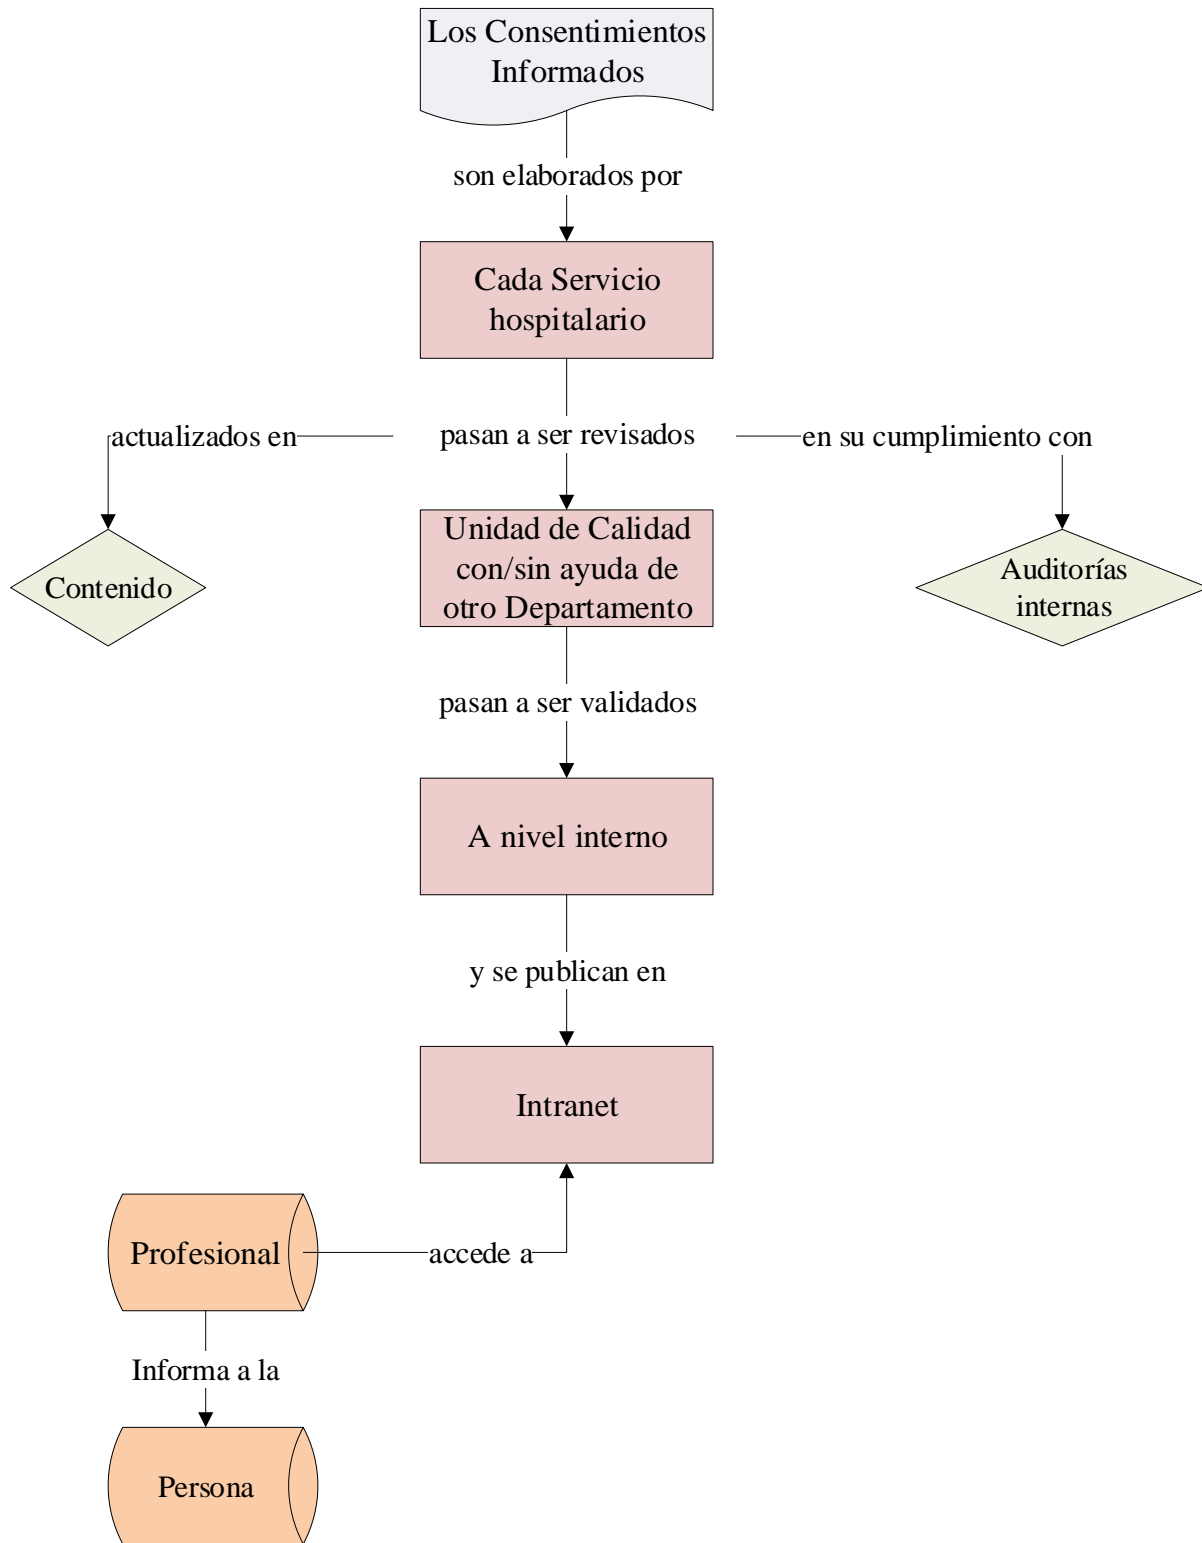 Los Consentimientos
Informados
son elaborados por
Cada Servicio
hospitalario
actualizados en
pasan a ser revisados
en su cumplimiento con
Contenido
Unidad de Calidad
con/sin ayuda de
otro Departamento
Auditorías
internas
pasan a ser validados
A nivel interno
y se publican en
Intranet
Profesional
accede a
Informa a la
Persona